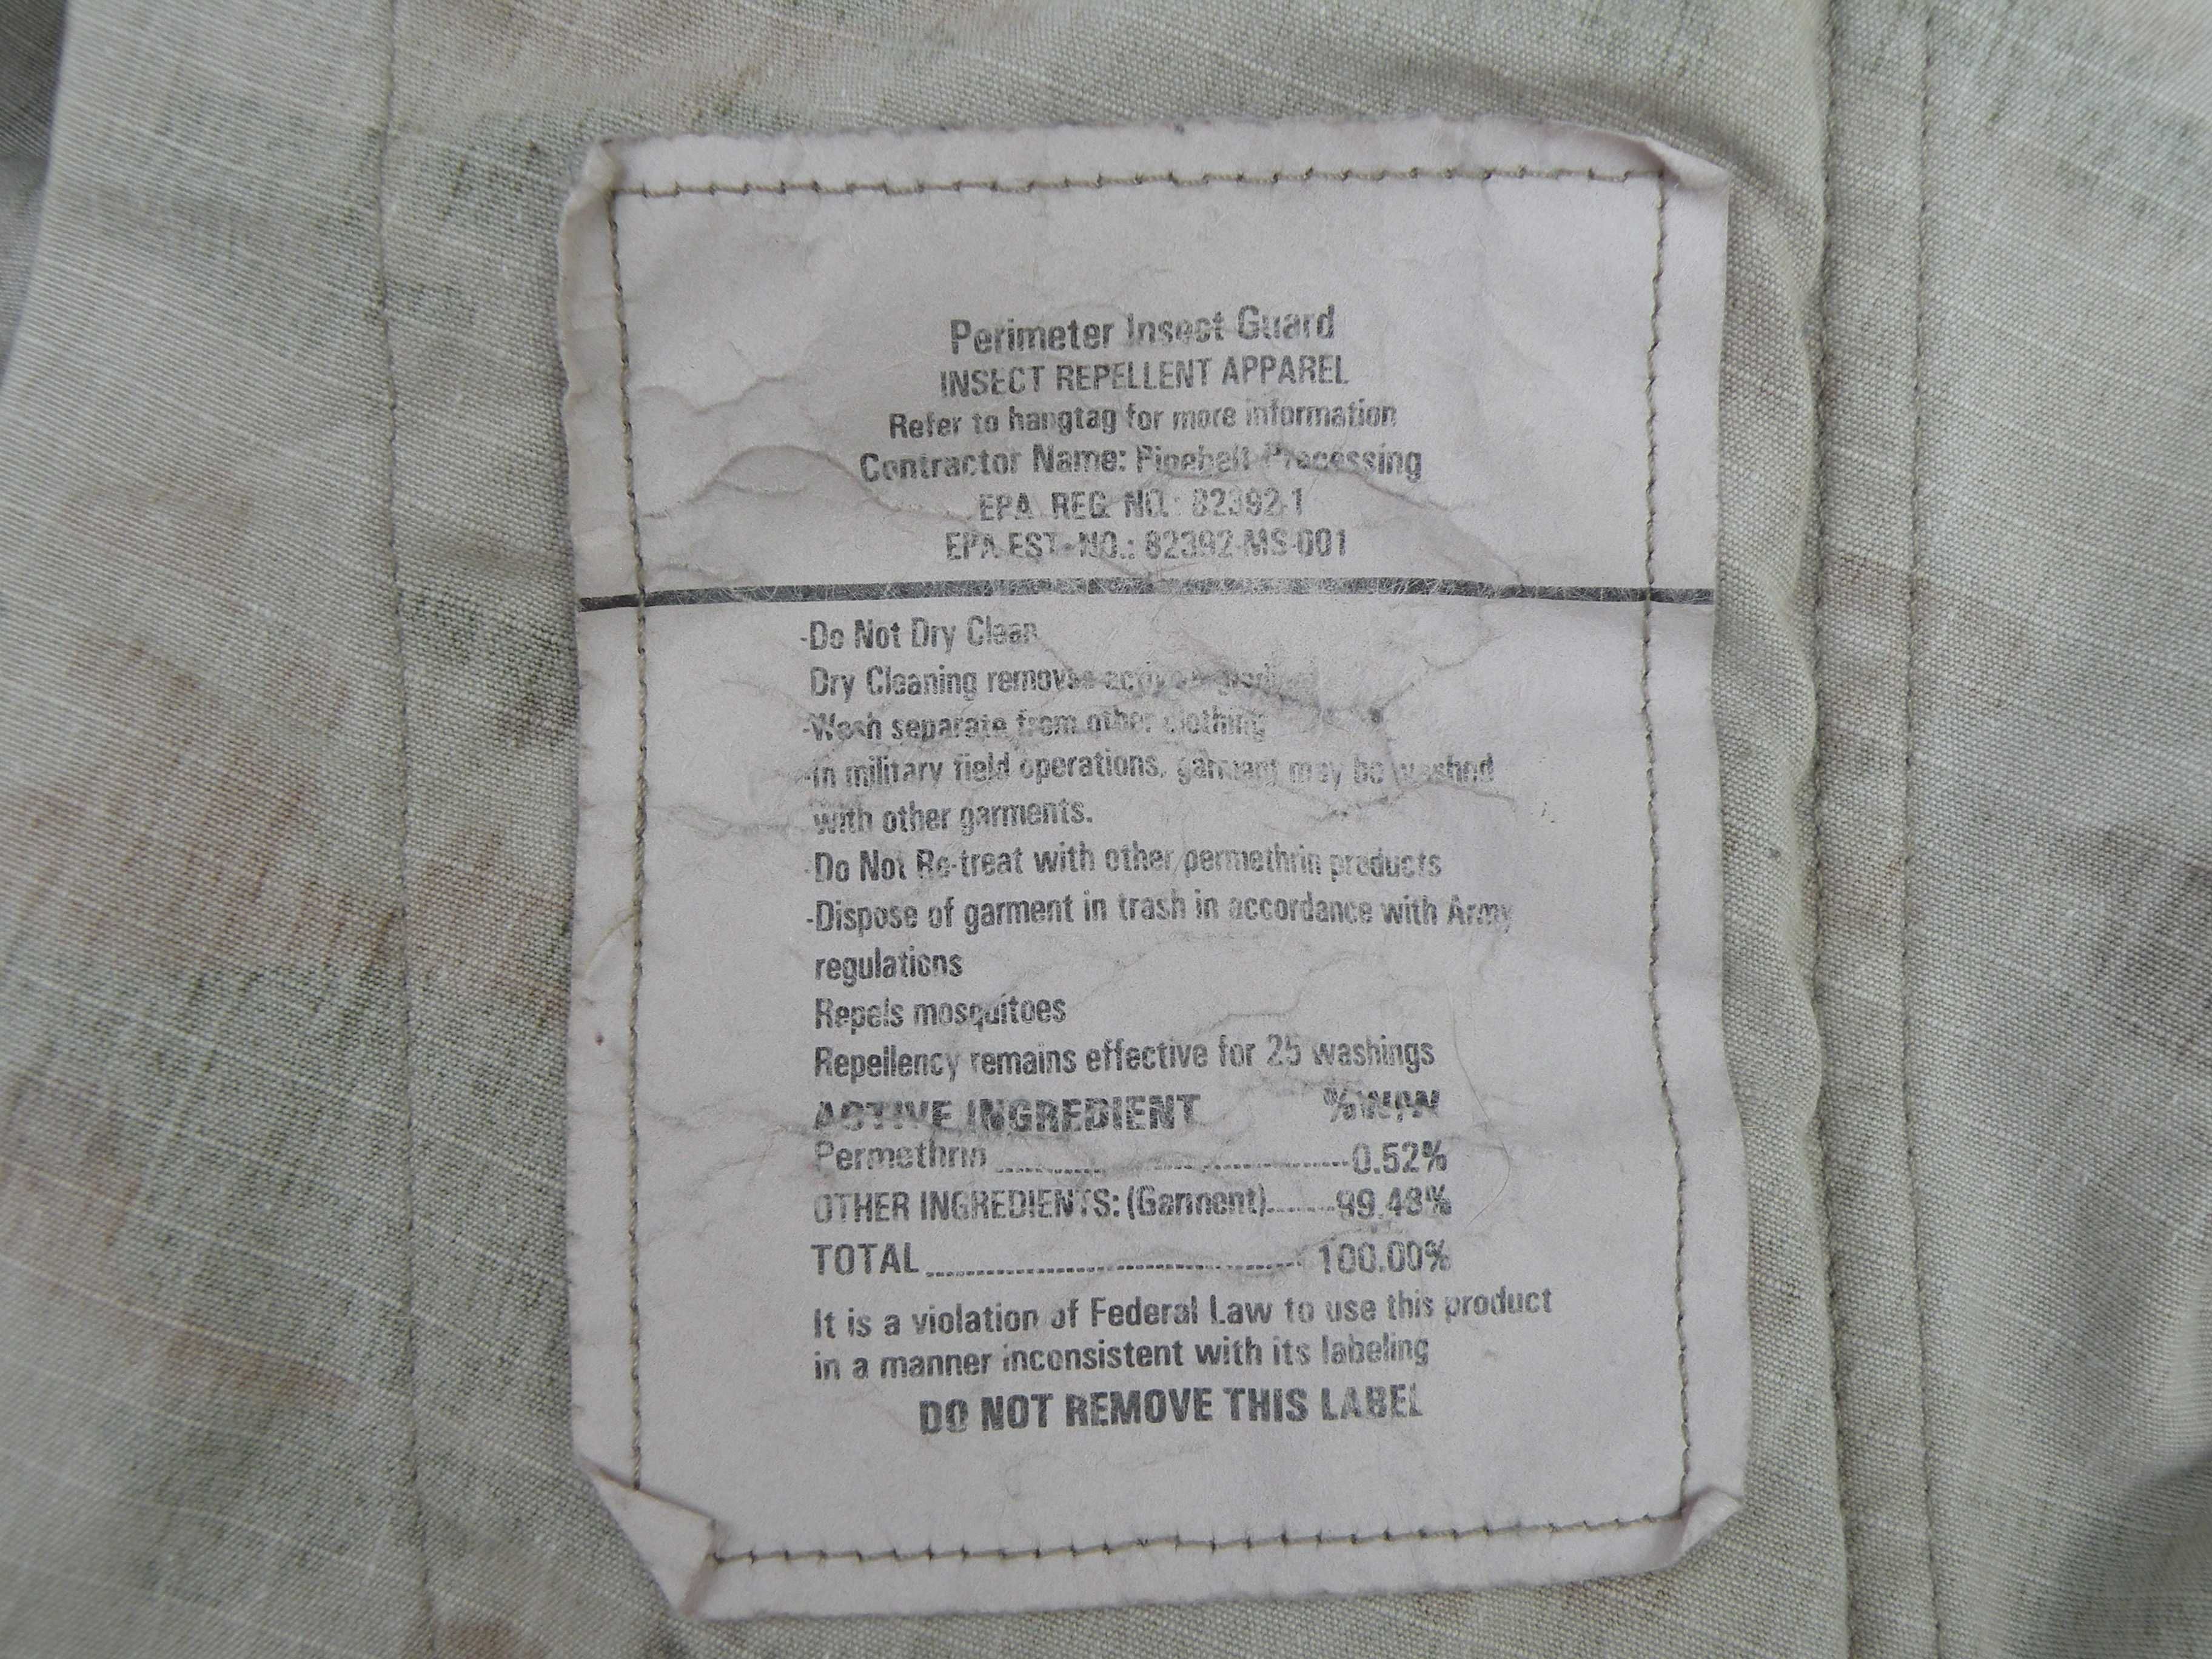 Perimeter Insect Guard
INSECT REPELLENT APPAREL
Refer to hangtag for more information
Contractor Name: Pinebelt Processing
EPA REG. NO.: 82392-1
EPA EST. NO.: 82392-MS-001
-Do Not Dry Clean
Dry Cleaning removes active ingredient
-Wash separate from other clothing
-In military field operations, garment may be washed
with other garments.
-Do Not Re-treat with other permethrin products
-Dispose of garment in trash in accordance with Army
regulations
Repels mosquitoes
Repellency remains effective for 25 washings
ACTIVE INGREDIENT %W/W
Permethrin 0.52%
OTHER INGREDIENTS: (Garment) 99.48%
TOTAL 100.00%
It is a violation of Federal Law to use this product
in a manner inconsistent with its labeling
DO NOT REMOVE THIS LABEL